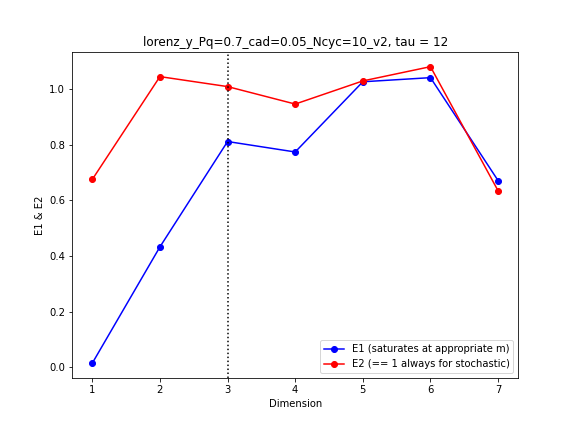 lorenz_y_Pq=0.7_cad=0.05_Ncyc=10_v2, tau = 12
1.0
0.8
0.6
0.4
0.2
0.0
E1 & E2
E1 (saturates at appropriate m)
E2 (== 1 always for stochastic)
1 2 3 4 5 6 7
Dimension